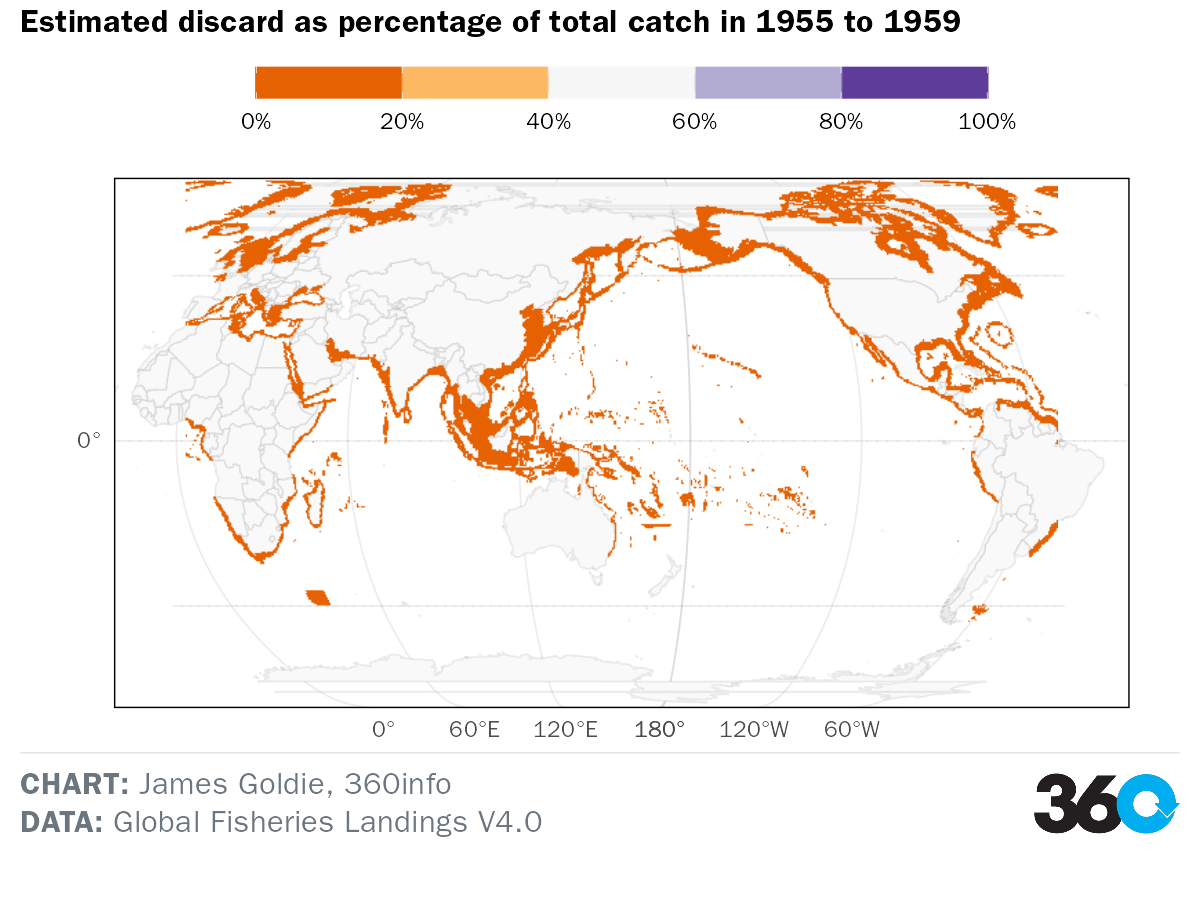 Estimated discard as percentage of total catch in 1955 to 1959
0% 20% 40% 60% 80% 100%
0°
0° 60°E 120°E 180° 120°W 60°W
CHART: James Goldie, 360info
DATA: Global Fisheries Landings V4.0
360